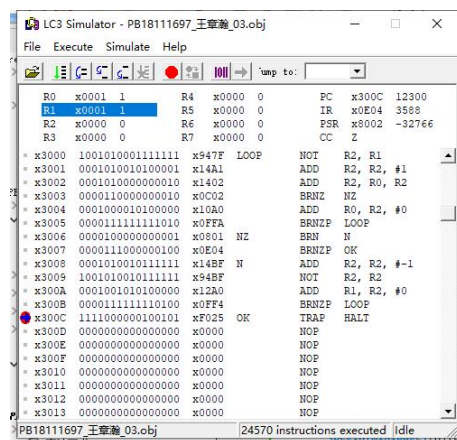 LC3 Simulator - PB18111697_王章瀚_03.obj
File Execute Simulate Help
Jump to:
R0 x0001 1 R4 x0000 0 PC x300C 12300
R1 x0001 1 R5 x0000 0 IR x0E04 3588
R2 x0000 0 R6 x0000 0 PSR x8002 -32766
R3 x0000 0 R7 x0000 0 CC Z
x3000 1001010001111111 x947F LOOP NOT R2, R1
x3001 0001010010100001 x14A1 ADD R2, R2, #1
x3002 0001010000000010 x1402 ADD R2, R0, R2
x3003 0000110000000010 x0C02 BRNZ NZ
x3004 0001000010100000 x10A0 ADD R0, R2, #0
x3005 0000111111111010 x0FFA BRNZP LOOP
x3006 0000100000000001 x0801 NZ BRN N
x3007 0000111000000100 x0E04 BRNZP OK
x3008 0001010010111111 x14BF N ADD R2, R2, #-1
x3009 1001010010111111 x94BF NOT R2, R2
x300A 0001001010100000 x12A0 ADD R1, R2, #0
x300B 0000111111110100 x0FF4 BRNZP LOOP
x300C 1111000000100101 xF025 OK TRAP HALT
x300D 0000000000000000 x0000 NOP
x300E 0000000000000000 x0000 NOP
x300F 0000000000000000 x0000 NOP
x3010 0000000000000000 x0000 NOP
x3011 0000000000000000 x0000 NOP
x3012 0000000000000000 x0000 NOP
x3013 0000000000000000 x0000 NOP
PB18111697_王章瀚_03.obj 24570 instructions executed Idle